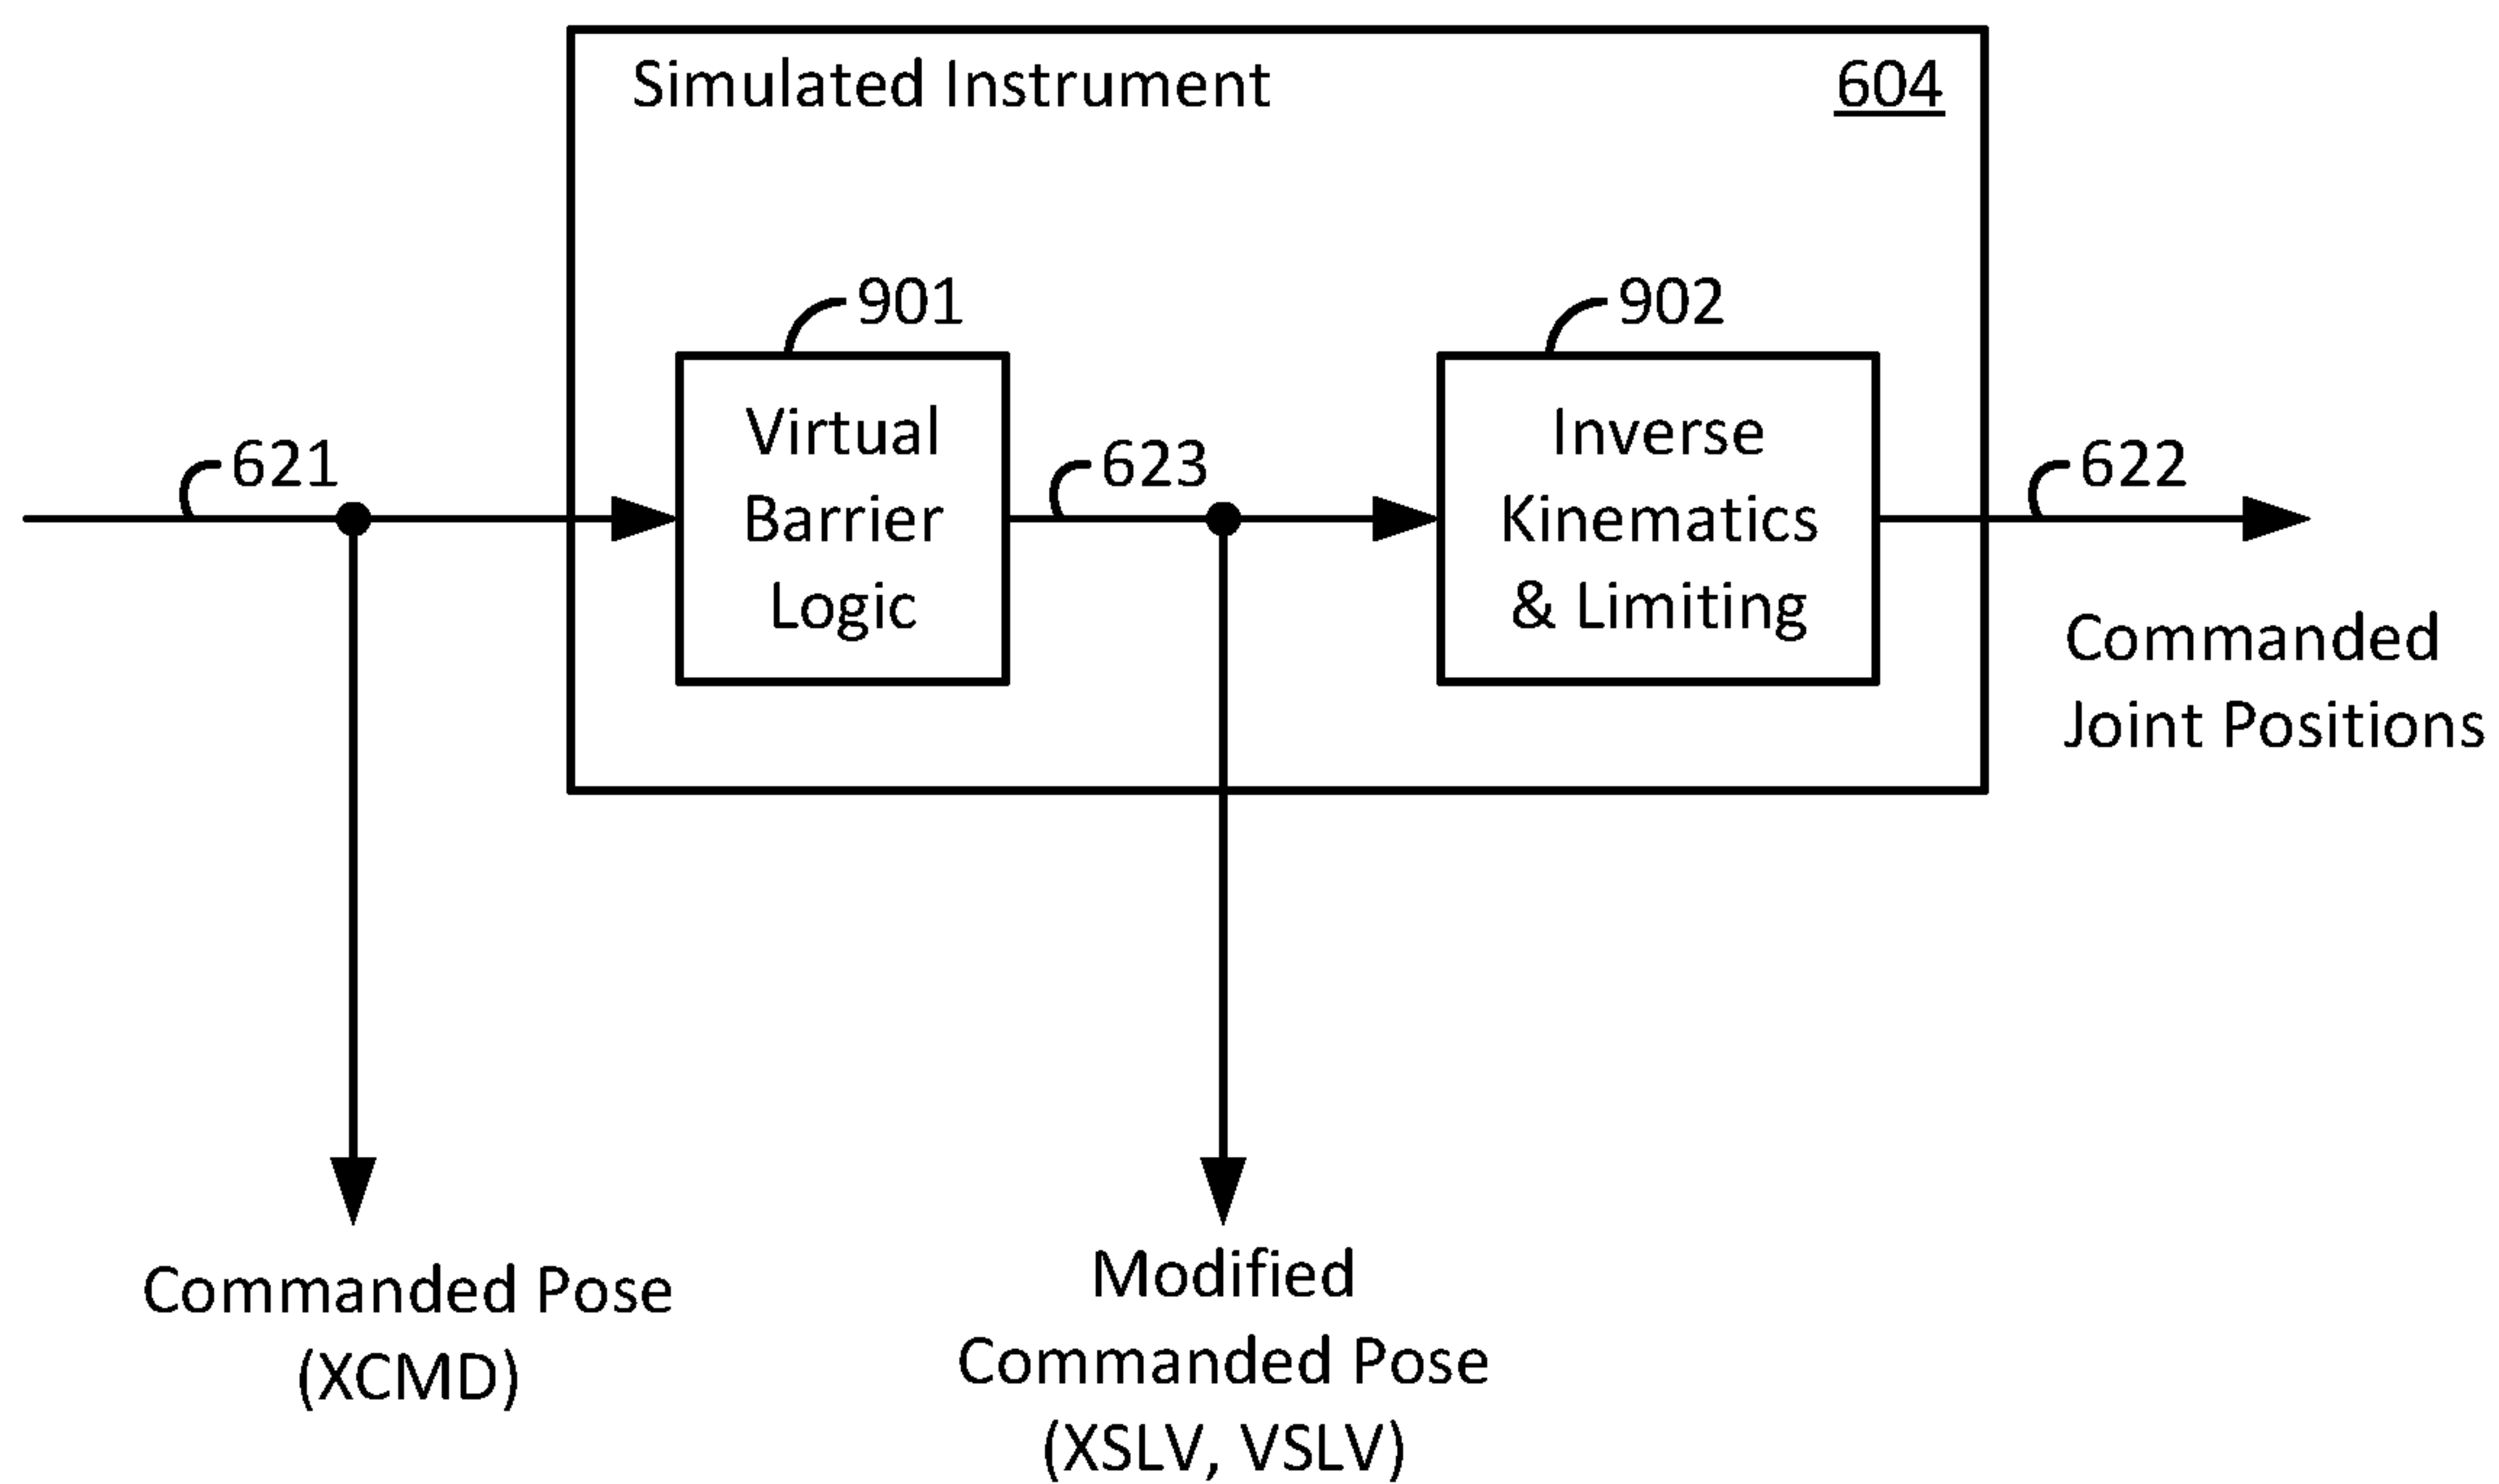 Simulated Instrument
604
901
902
Virtual
Barrier
Logic
Inverse
Kinematics
& Limiting
621
623
622
Commanded
Joint Positions
Commanded Pose
(XCMD)
Modified
Commanded Pose
(XSLV, VSLV)